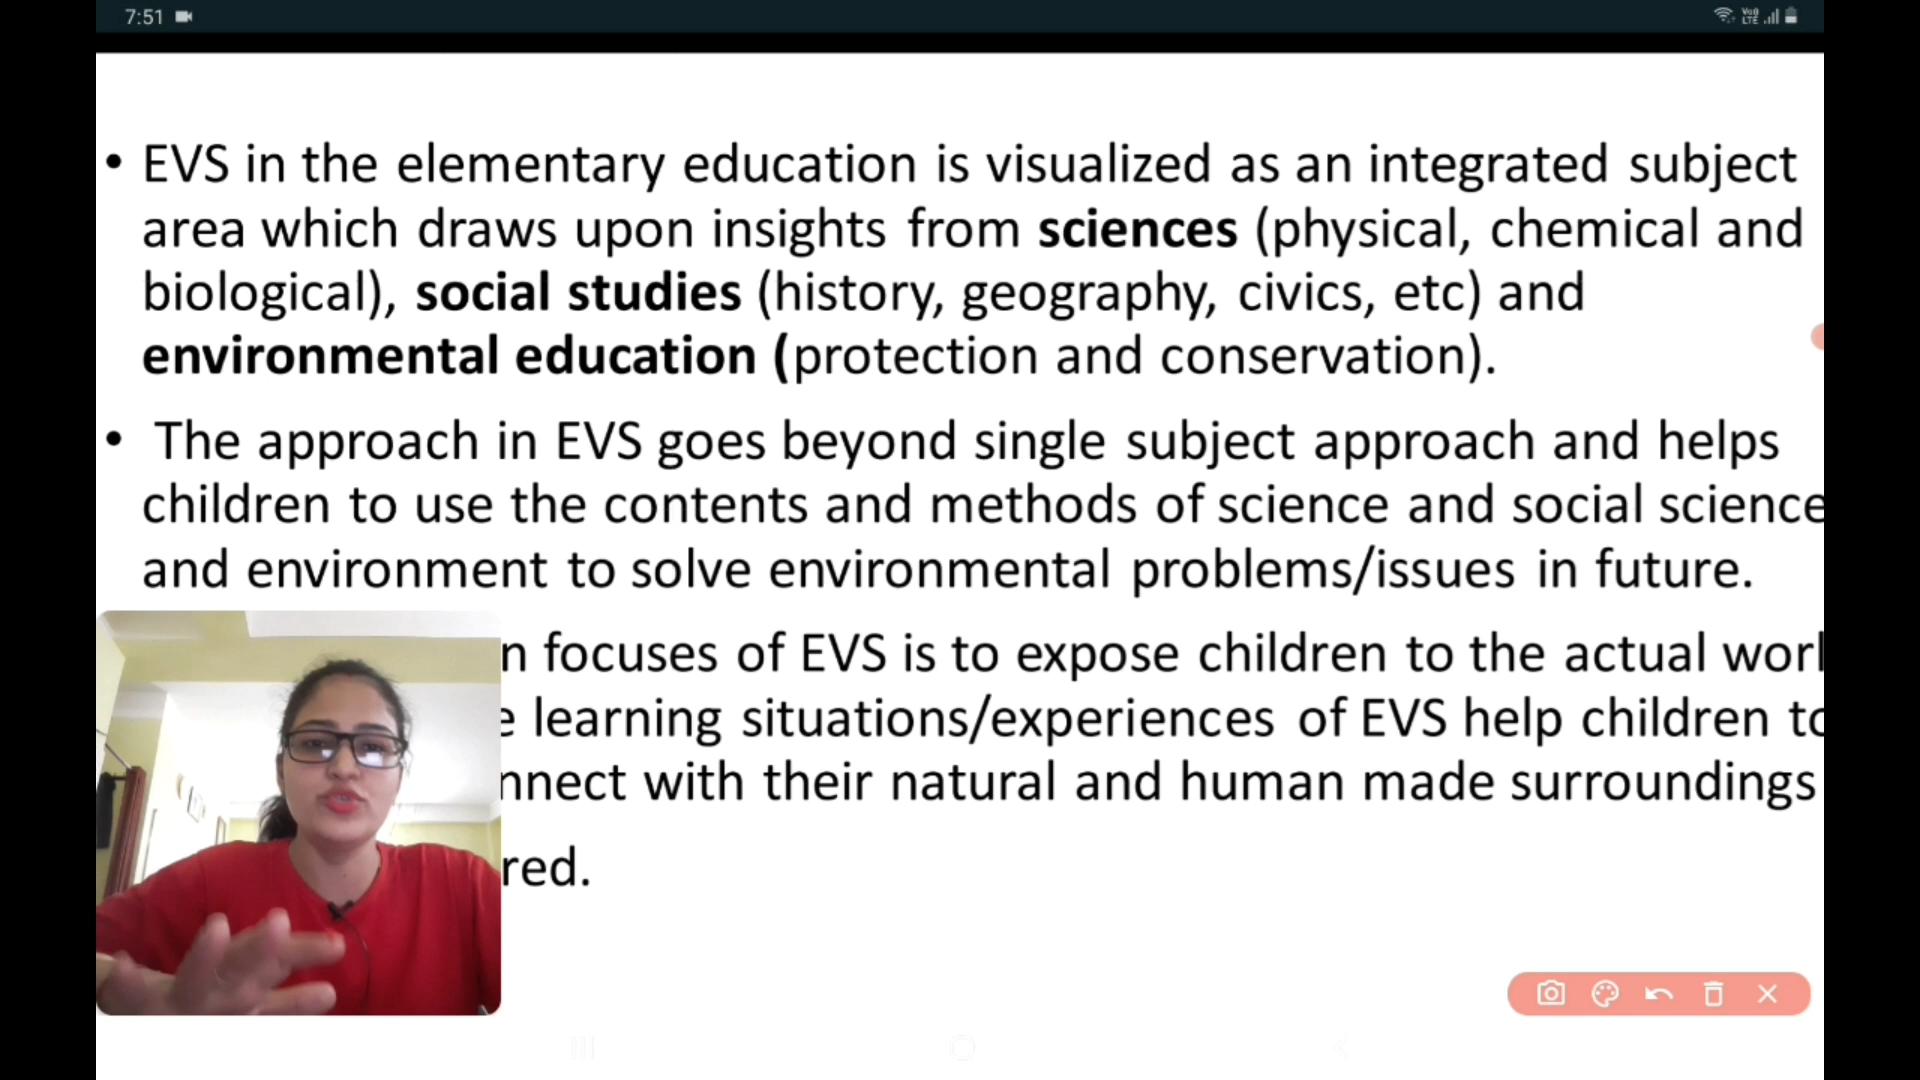 7:51
VoD LTE
• EVS in the elementary education is visualized as an integrated subject
area which draws upon insights from sciences (physical, chemical and
biological), social studies (history, geography, civics, etc) and
environmental education (protection and conservation).
• The approach in EVS goes beyond single subject approach and helps
children to use the contents and methods of science and social science
and environment to solve environmental problems/issues in future.
focuses of EVS is to expose children to the actual
learning situations/experiences of EVS help children
with their natural and human made surroundings